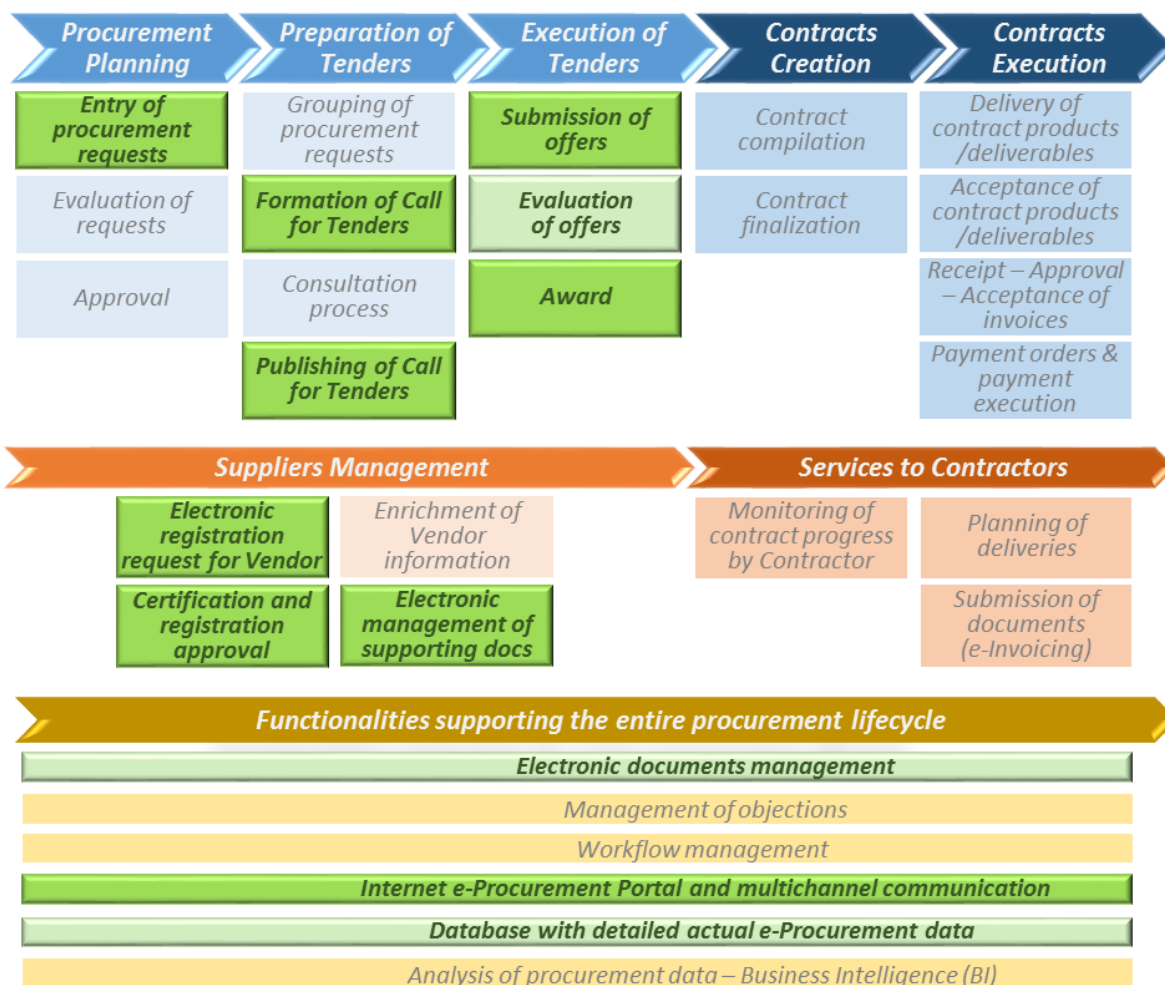 Procurement
Planning
Preparation of
Tenders
Execution of
Tenders
Contracts
Creation
Contracts
Execution
Entry of
procurement
requests
Grouping of
procurement
requests
Submission of
offers
Contract
compilation
Delivery of
contract products
/deliverables
Evaluation of
requests
Formation of Call
for Tenders
Evaluation
of offers
Contract
finalization
Acceptance of
contract products
/deliverables
Approval
Consultation
process
Award
Receipt – Approval
– Acceptance of
invoices
Publishing of Call
for Tenders
Payment orders &
payment
execution
Suppliers Management
Services to Contractors
Electronic
registration
request for Vendor
Enrichment of
Vendor
information
Monitoring of
contract progress
by Contractor
Planning of
deliveries
Certification and
registration
approval
Electronic
management of
supporting docs
Submission of
documents
(e-Invoicing)
Functionalities supporting the entire procurement lifecycle
Electronic documents management
Management of objections
Workflow management
Internet e-Procurement Portal and multichannel communication
Database with detailed actual e-Procurement data
Analysis of procurement data – Business Intelligence (BI)